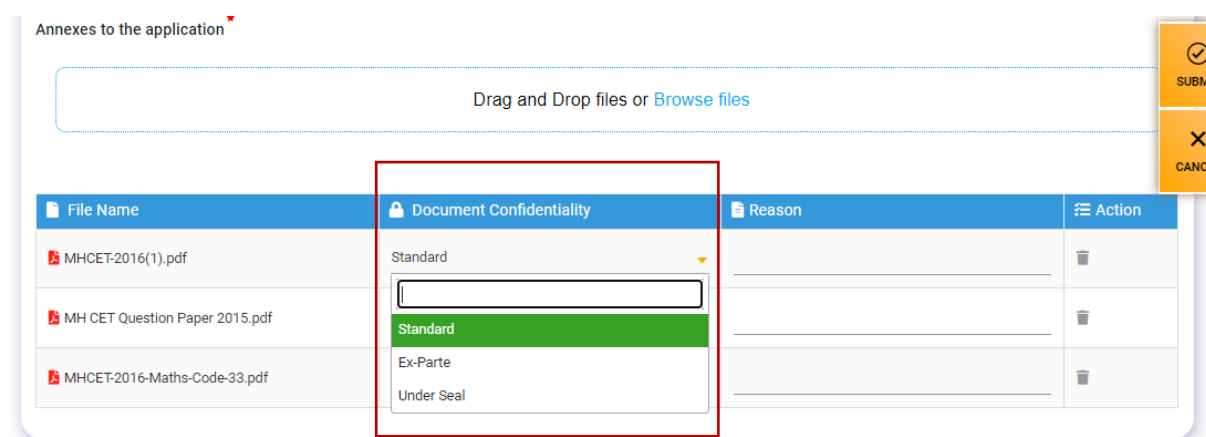 Annexes to the application*
Drag and Drop files or Browse files
SUBM
CANC
File Name Document Confidentiality Reason Action
MHCET-2016(1).pdf Standard
MH CET Question Paper 2015.pdf
Standard
Ex-Parte
MHCET-2016-Maths-Code-33.pdf
Under Seal